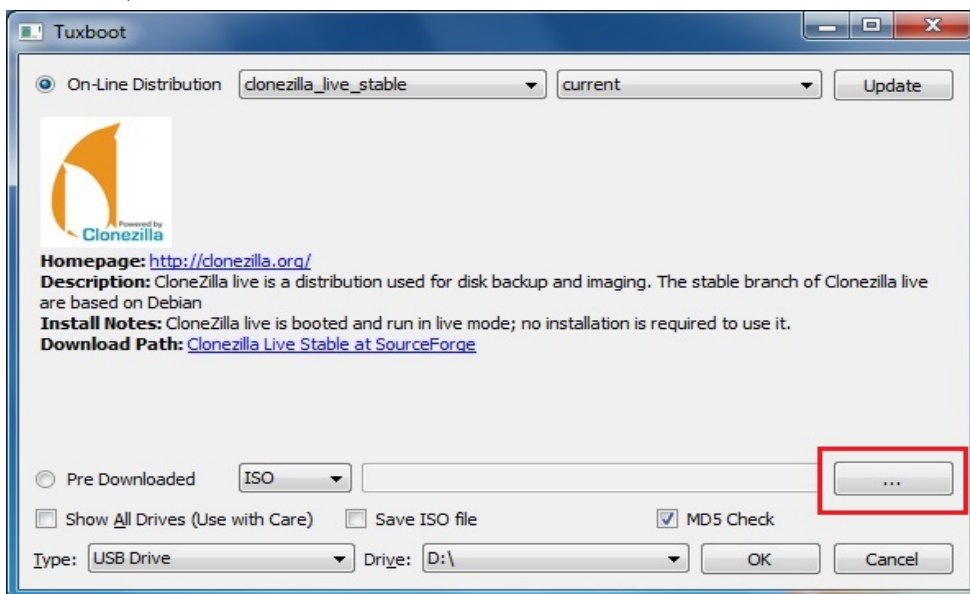 Tuxboot
On-Line Distribution clonezilla_live_stable current Update
Powered by
Clonezilla
Homepage: http://clonezilla.org/
Description: CloneZilla live is a distribution used for disk backup and imaging. The stable branch of Clonezilla live
are based on Debian
Install Notes: CloneZilla live is booted and run in live mode; no installation is required to use it.
Download Path: Clonezilla Live Stable at SourceForge
Pre Downloaded ISO ...
Show All Drives (Use with Care) Save ISO file MD5 Check
Type: USB Drive Drive: D:\ OK Cancel